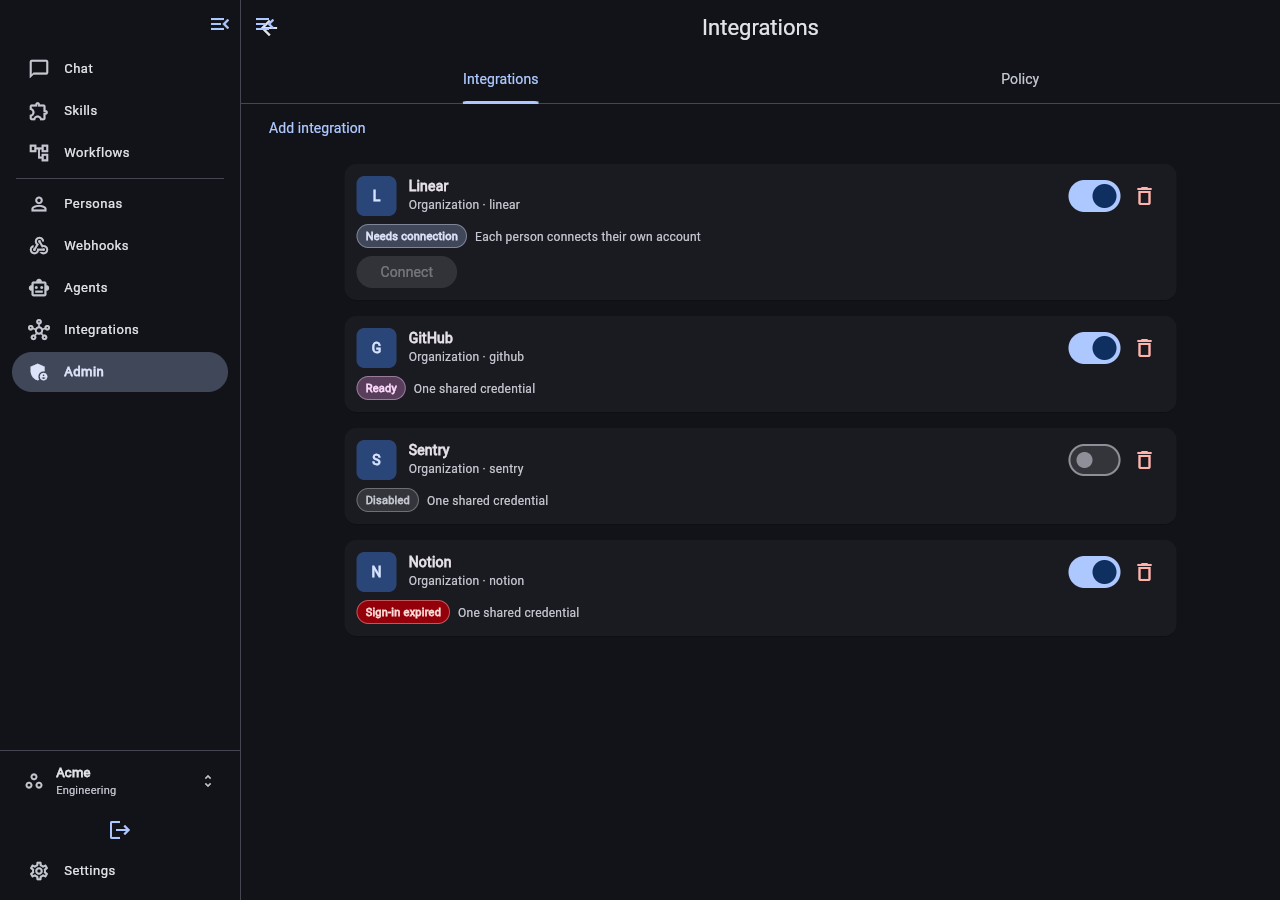 Integrations
Chat
Skills
Workflows
Personas
Webhooks
Agents
Integrations
Admin
Acme
Engineering
Settings
Integrations
Policy
Add integration
L
Linear
Organization · linear
Needs connection
Each person connects their own account
Connect
G
GitHub
Organization · github
Ready
One shared credential
S
Sentry
Organization · sentry
Disabled
One shared credential
N
Notion
Organization · notion
Sign-in expired
One shared credential